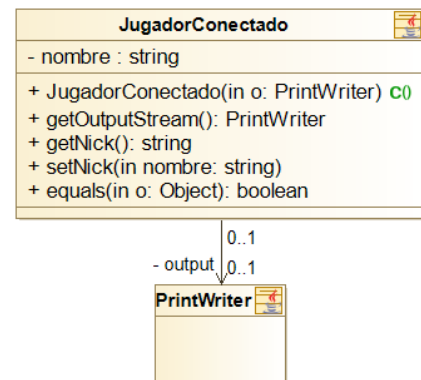 JugadorConectado
- nombre : string
+ JugadorConectado(in o: PrintWriter) C()
+ getOutputStream(): PrintWriter
+ getNick(): string
+ setNick(in nombre: string)
+ equals(in o: Object): boolean
0..1
- output 0..1
PrintWriter